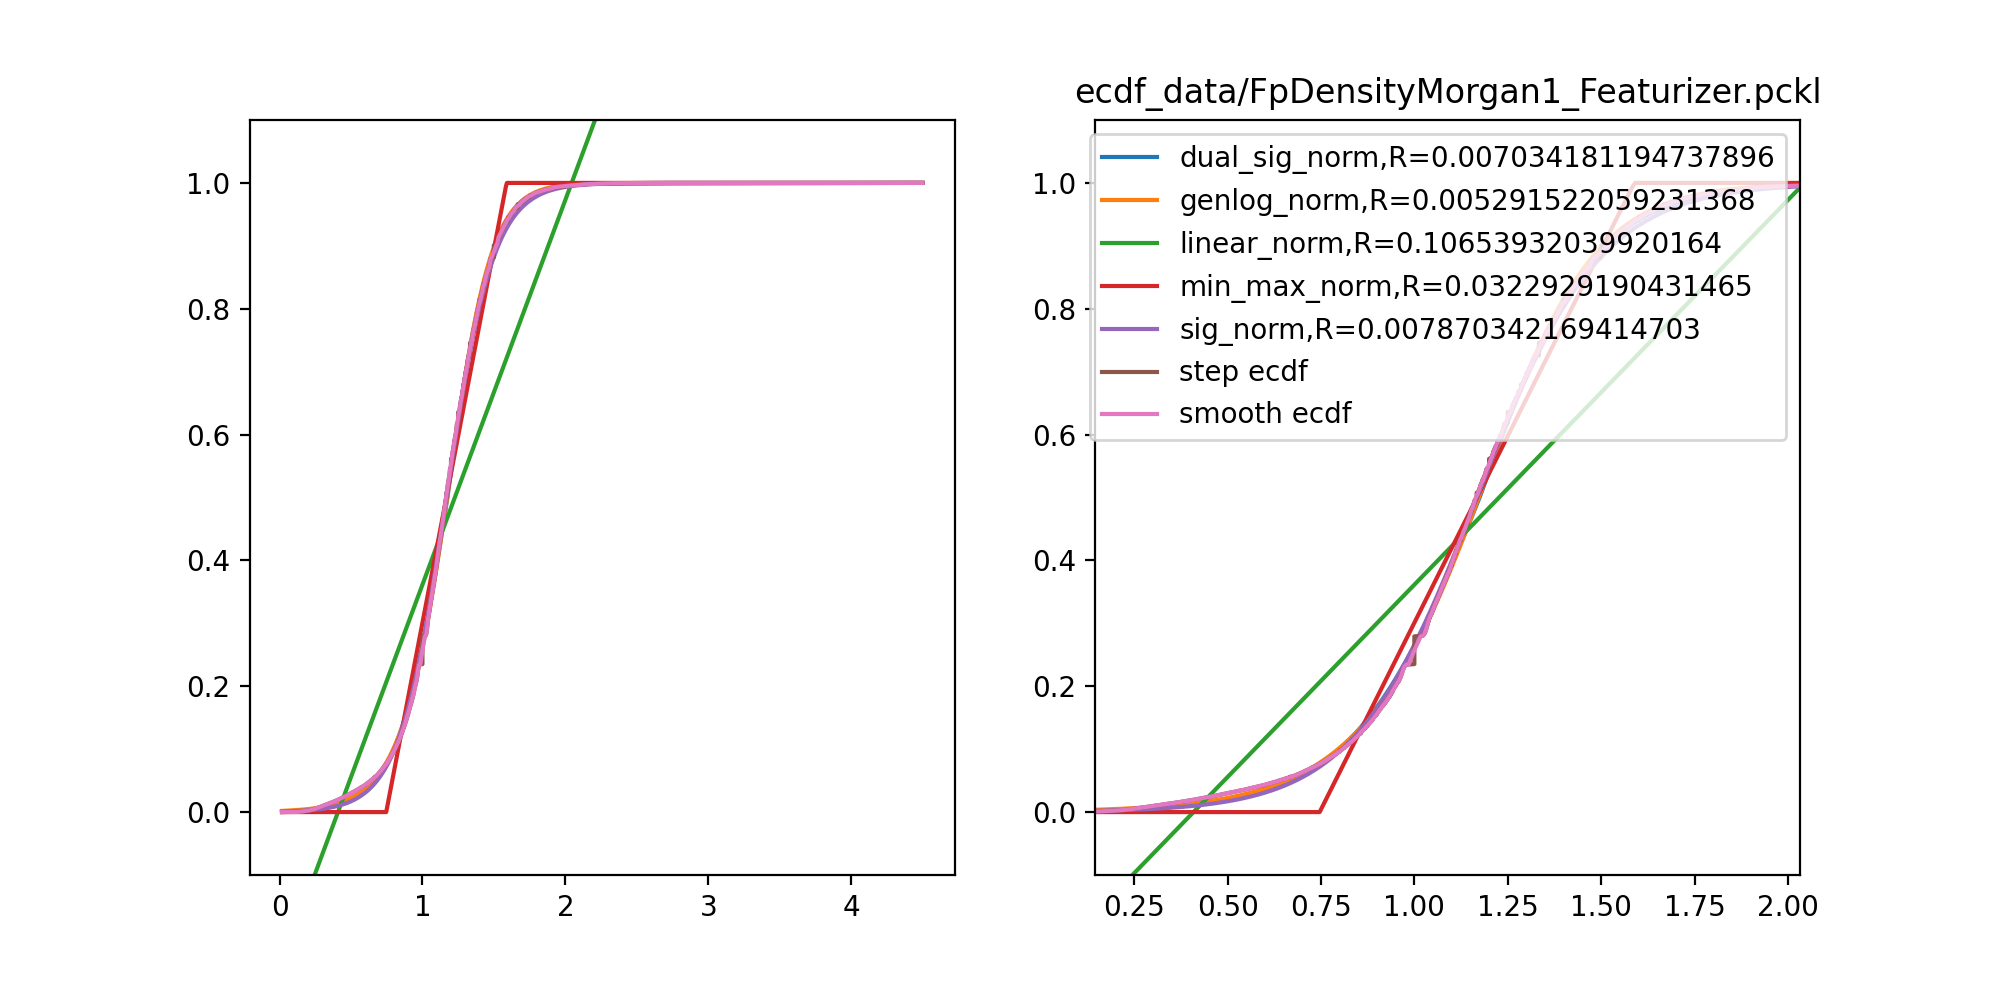 ecdf_data/FpDensityMorgan1_Featurizer.pckl
1.0
0.8
0.6
0.4
0.2
0.0
0 1 2 3 4
1.0
0.8
0.6
0.4
0.2
0.0
dual_sig_norm,R=0.007034181194737896
genlog_norm,R=0.005291522059231368
linear_norm,R=0.10653932039920164
min_max_norm,R=0.0322929190431465
sig_norm,R=0.007870342169414703
step ecdf
smooth ecdf
0.25 0.50 0.75 1.00 1.25 1.50 1.75 2.00